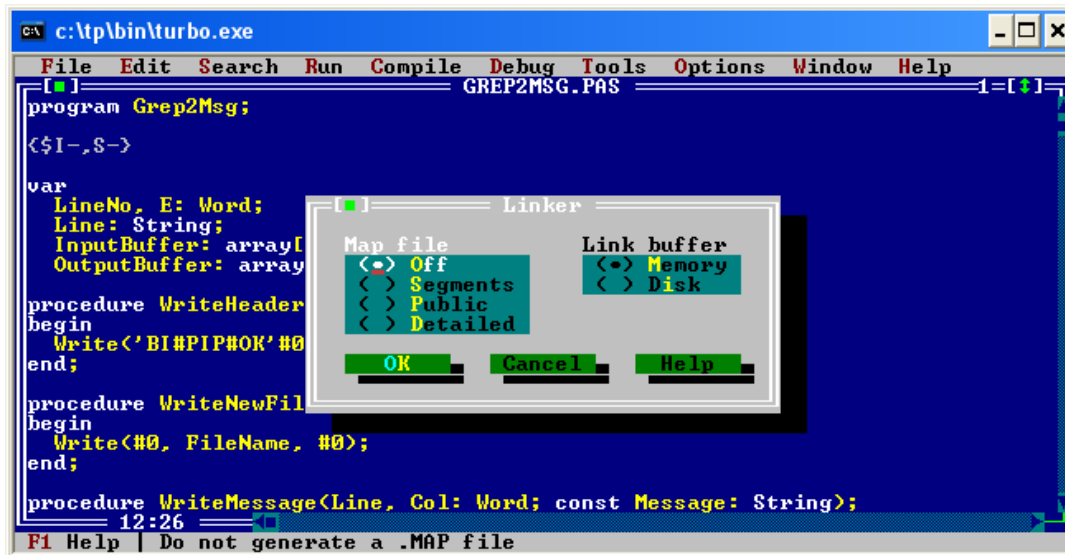 c:\tp\bin\turbo.exe
File Edit Search Run Compile Debug Tools Options Window Help
[■] GREP2MSG.PAS 1=[↕]
program Grep2Msg;
{$I-,S-}
var
LineNo, E: Word;
Line: String;
InputBuffer: array[
OutputBuffer: array
procedure WriteHeader
begin
Write('BI#PIP#OK'#0
end;
procedure WriteNewFil
begin
Write(#0, FileName, #0);
end;
procedure WriteMessage(Line, Col: Word; const Message: String);
12:26
[■] Linker
Map file
(•) Off
( ) Segments
( ) Public
( ) Detailed
Link buffer
(•) Memory
( ) Disk
OK Cancel Help
F1 Help | Do not generate a .MAP file